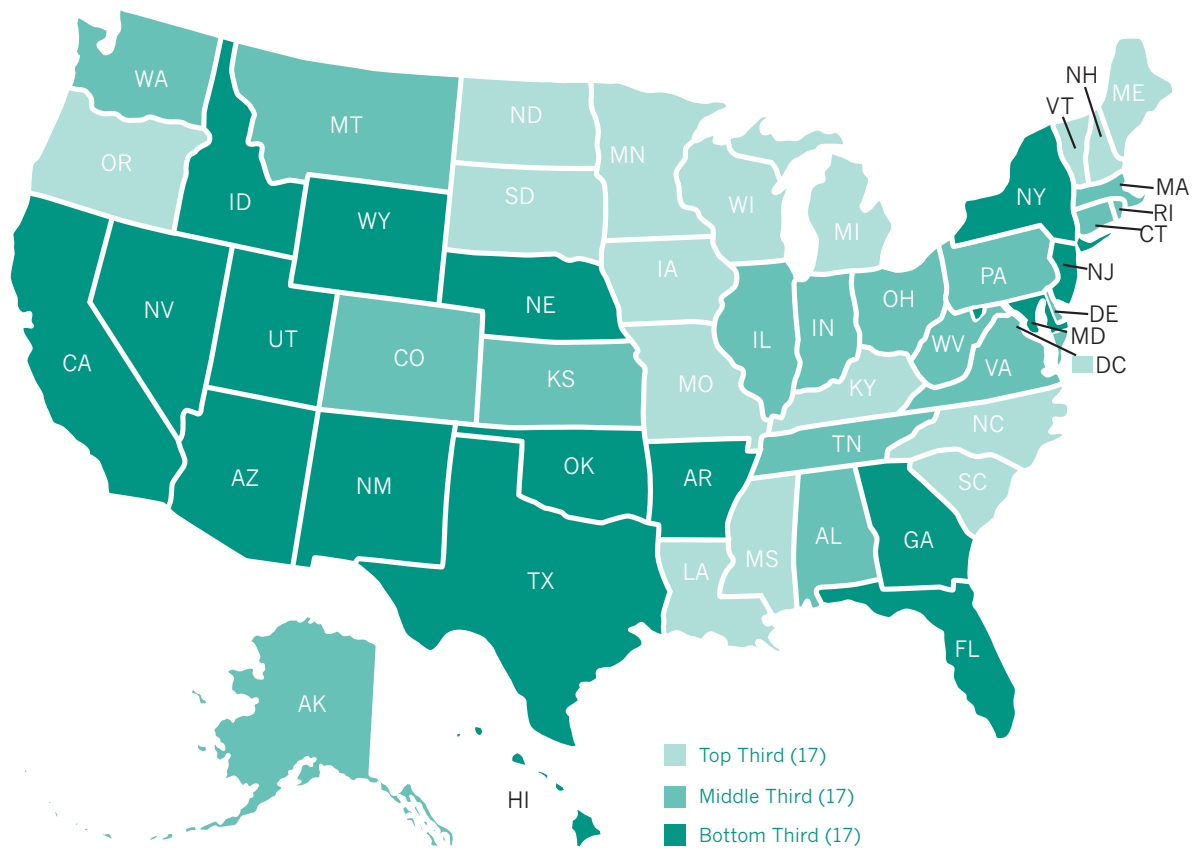 WA
MT
ND
MN
OR
ID
WY
SD
WI
MI
NH
VT
ME
NY
MA
RI
CT
NJ
PA
DE
MD
DC
NV
UT
CA
CO
NE
IA
KS
MO
IL
IN
OH
WV
VA
KY
NC
TN
SC
AZ
NM
OK
AR
TX
LA
MS
AL
GA
FL
AK
HI
Top Third (17)
Middle Third (17)
Bottom Third (17)